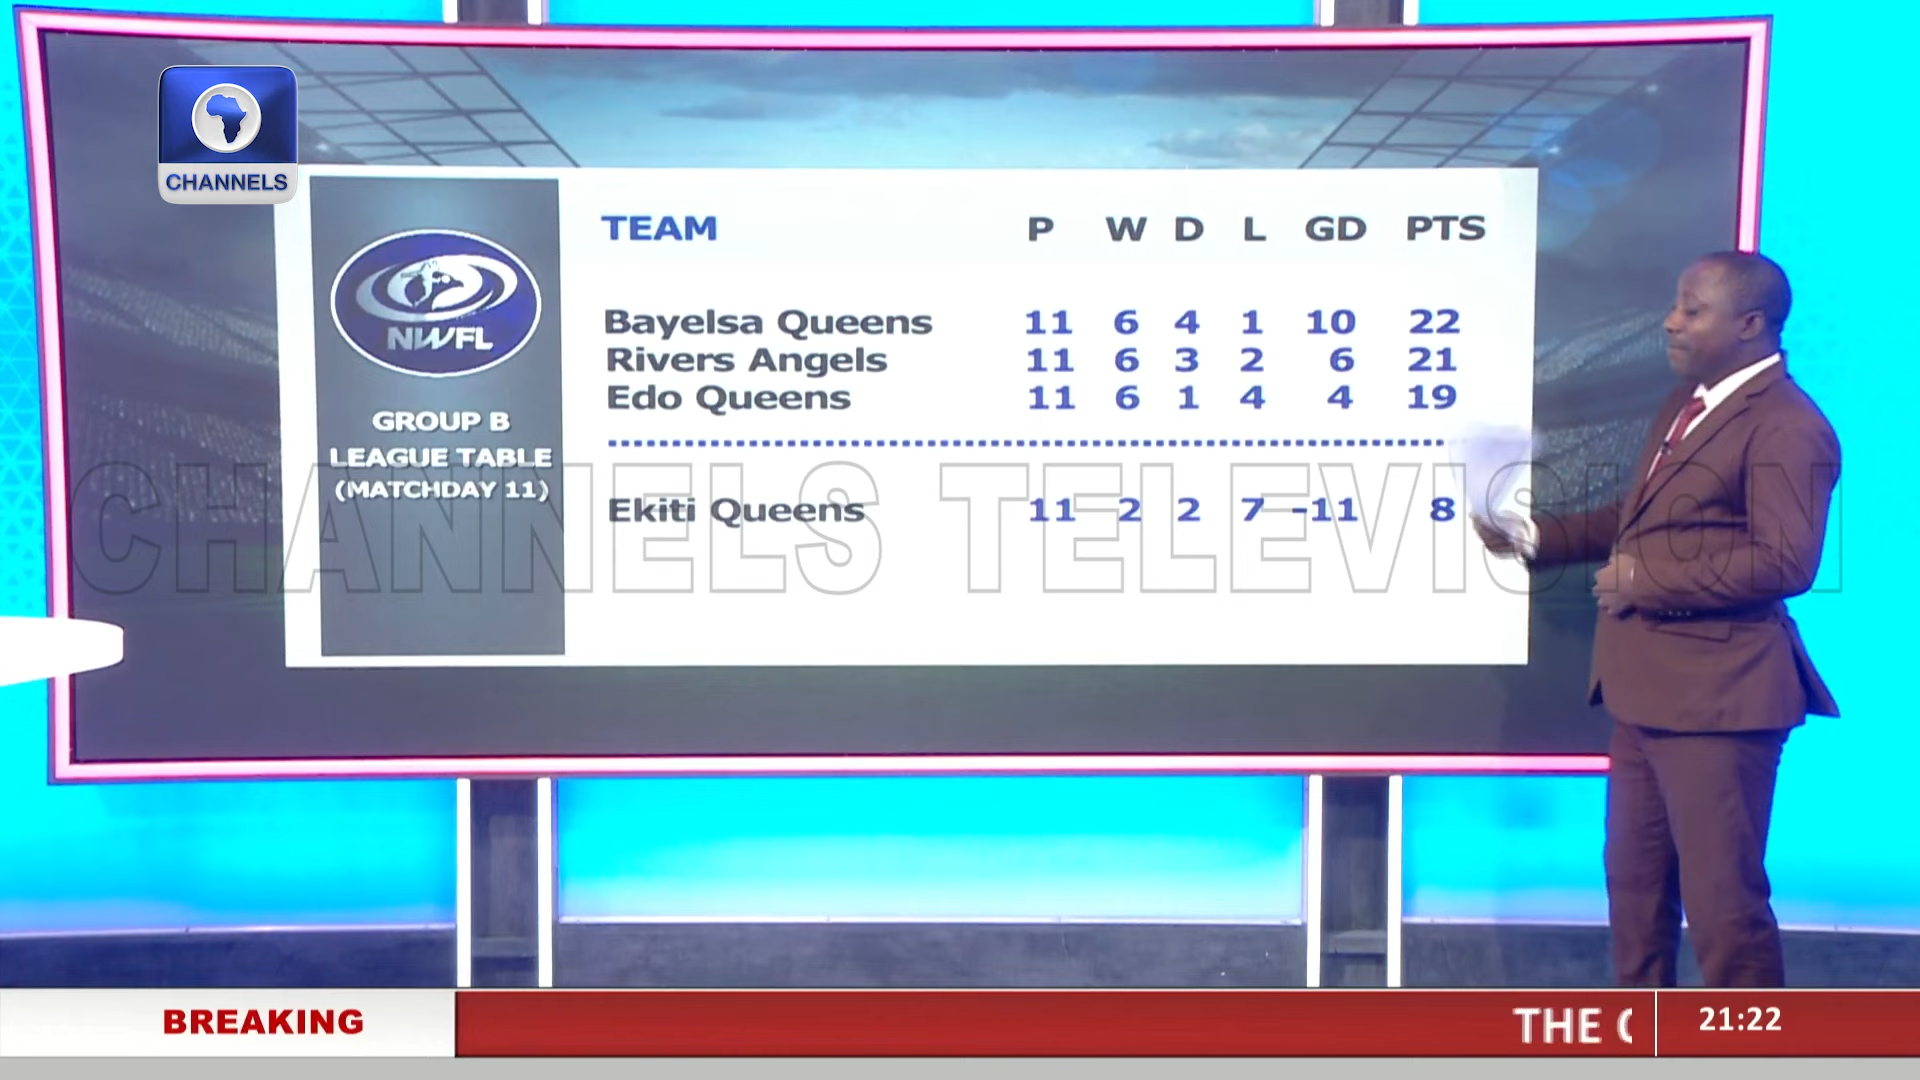 CHANNELS
TEAM P W D L GD PTS
Bayelsa Queens 11 6 4 1 10 22
Rivers Angels 11 6 3 2 6 21
Edo Queens 11 6 1 4 4 19
Ekiti Queens 11 2 2 7 -11 8
NWFL
GROUP B
LEAGUE TABLE
(MATCHDAY 11)
CHANNELS TELEVISION
BREAKING
THE
21:22